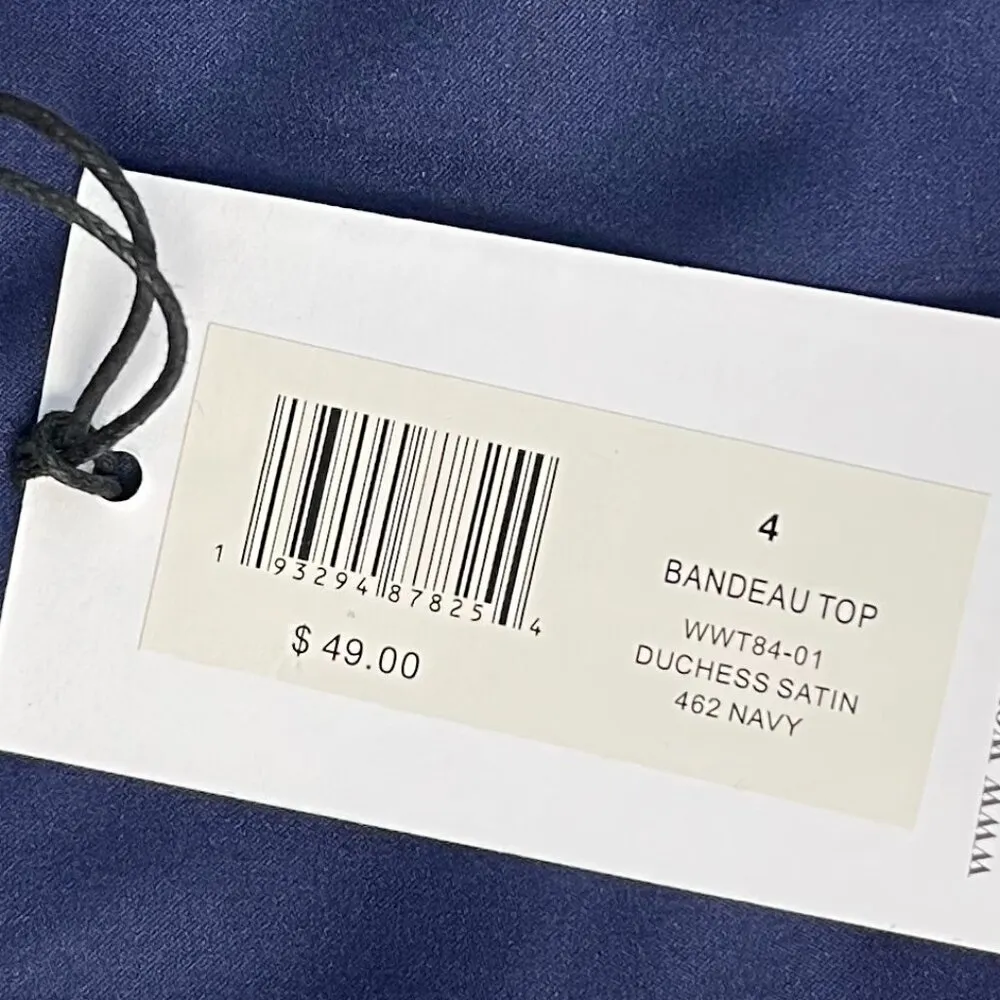 1 93294 87825 4
$ 49.00
4
BANDEAU TOP
WWT84-01
DUCHESS SATIN
462 NAVY